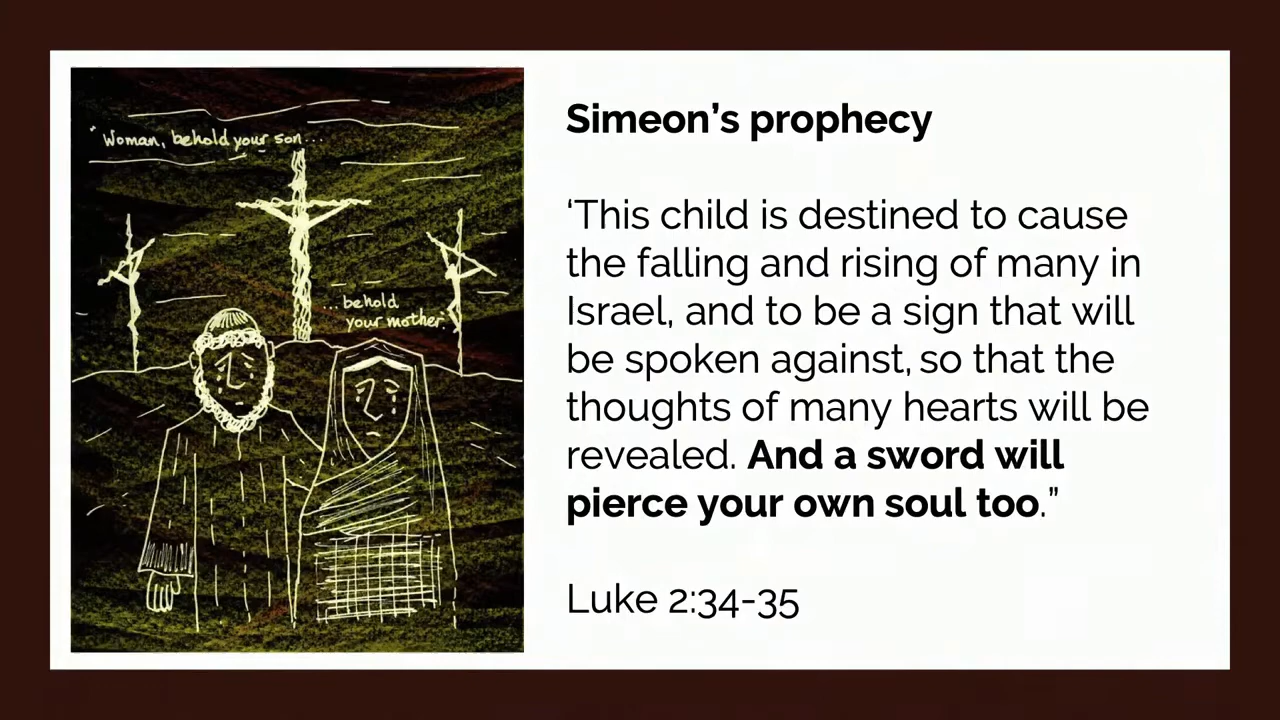 "Woman, behold your son...
...behold
your mother."
Simeon’s prophecy
‘This child is destined to cause
the falling and rising of many in
Israel, and to be a sign that will
be spoken against, so that the
thoughts of many hearts will be
revealed. And a sword will
pierce your own soul too.”
Luke 2:34-35